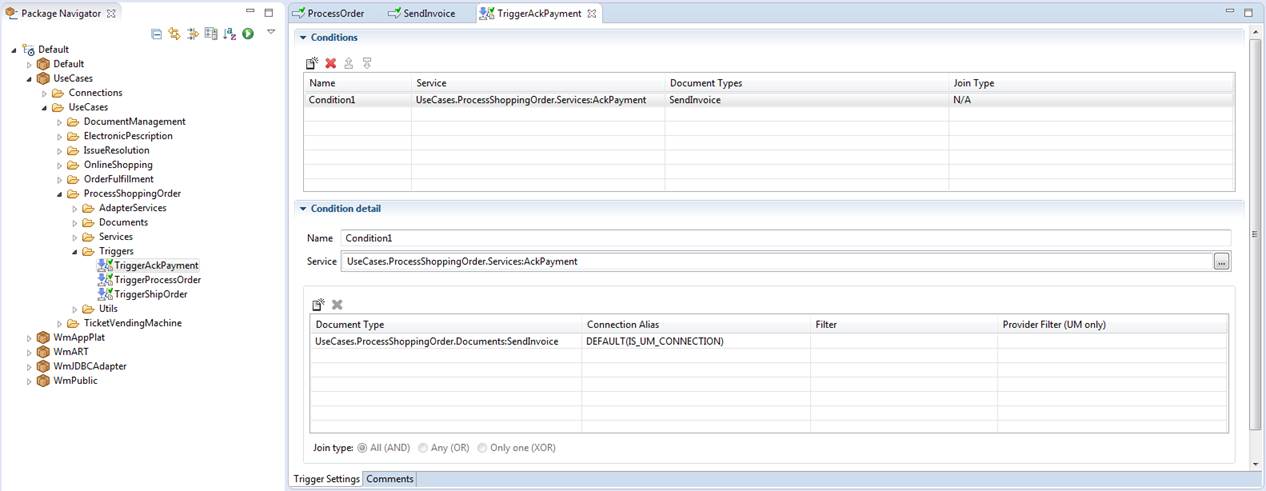 Package Navigator
Default
Default
UseCases
Connections
UseCases
DocumentManagement
ElectronicPescription
IssueResolution
OnlineShopping
OrderFulfillment
ProcessShoppingOrder
AdapterServices
Documents
Services
Triggers
TriggerAckPayment
TriggerProcessOrder
TriggerShipOrder
Utils
TicketVendingMachine
WmAppPlat
WmART
WmJDBCAdapter
WmPublic
ProcessOrder SendInvoice TriggerAckPayment
Conditions
Name Service Document Types Join Type
Condition1 UseCases.ProcessShoppingOrder.Services:AckPayment SendInvoice N/A
Condition detail
Name Condition1
Service UseCases.ProcessShoppingOrder.Services:AckPayment ...
Document Type Connection Alias Filter Provider Filter (UM only)
UseCases.ProcessShoppingOrder.Documents:SendInvoice DEFAULT(IS_UM_CONNECTION)
Join type: All (AND) Any (OR) Only one (XOR)
Trigger Settings Comments